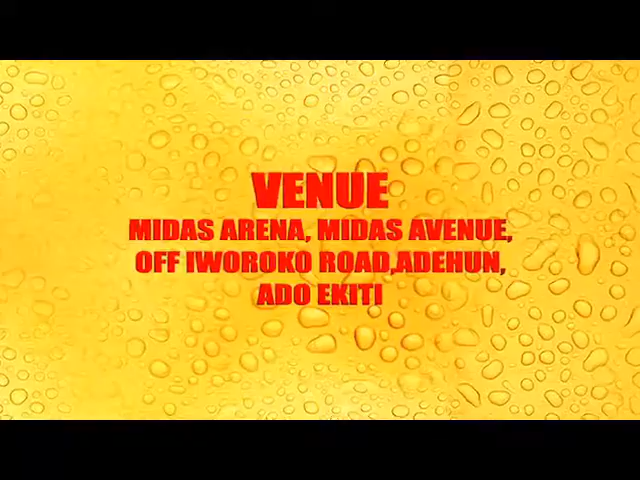 VENUE
MIDAS ARENA, MIDAS AVENUE,
OFF IWOROKO ROAD,ADEHUN,
ADO EKITI